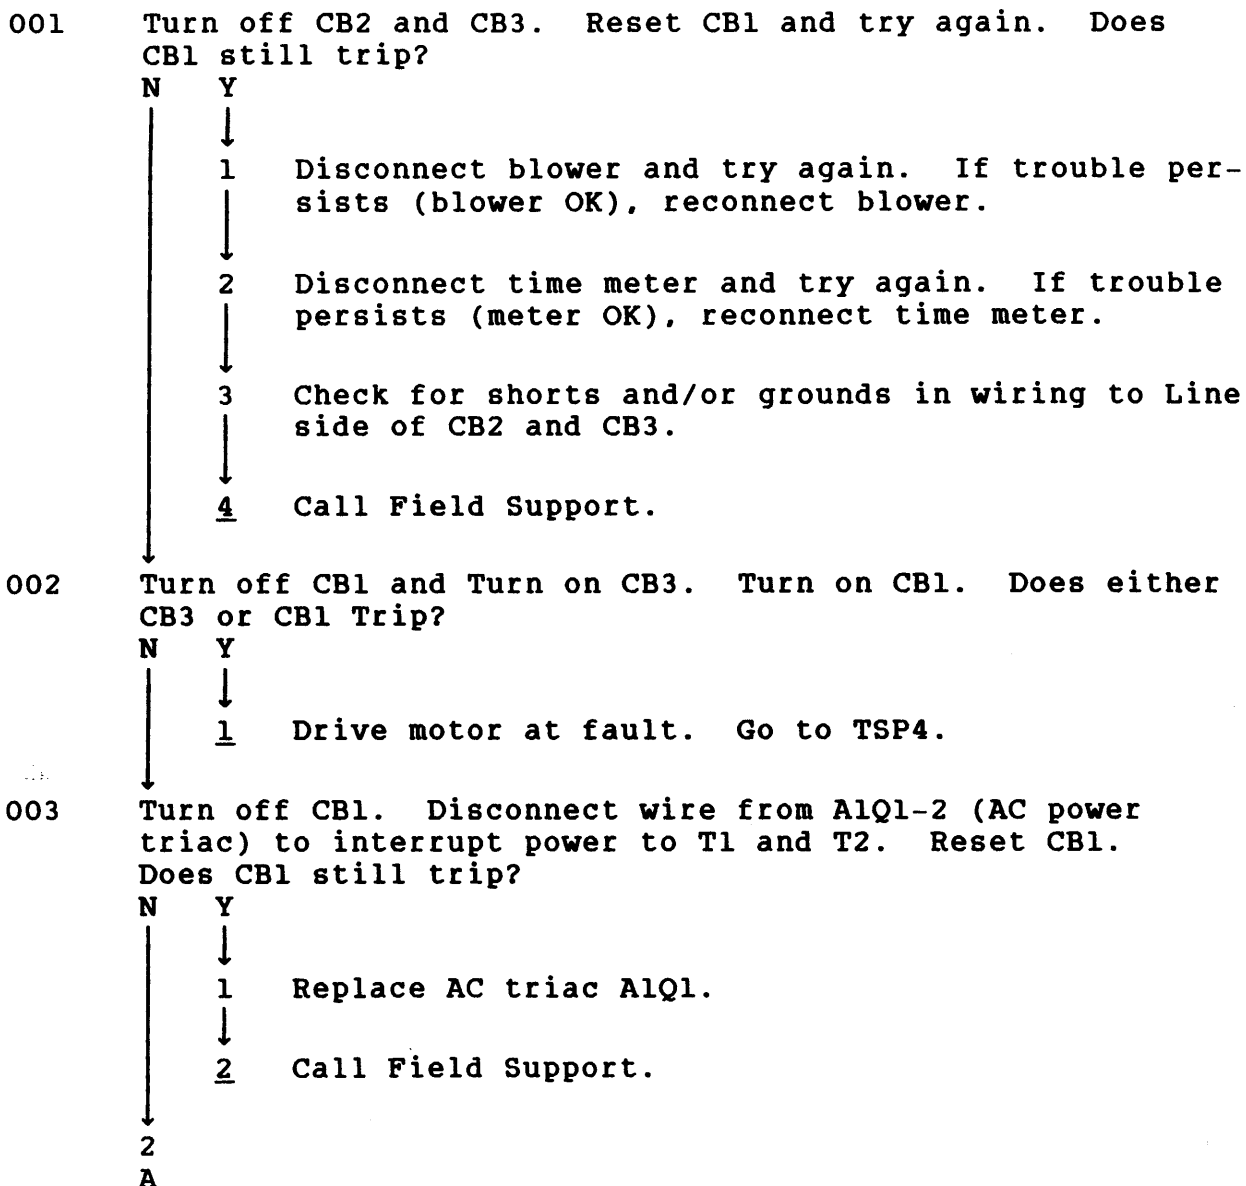 001 Turn off CB2 and CB3. Reset CB1 and try again. Does
CB1 still trip?
N Y
1 Disconnect blower and try again. If trouble per-
sists (blower OK), reconnect blower.
2 Disconnect time meter and try again. If trouble
persists (meter OK), reconnect time meter.
3 Check for shorts and/or grounds in wiring to Line
side of CB2 and CB3.
4 Call Field Support.
002 Turn off CB1 and Turn on CB3. Turn on CB1. Does either
CB3 or CB1 Trip?
N Y
1 Drive motor at fault. Go to TSP4.
003 Turn off CB1. Disconnect wire from A1Q1-2 (AC power
triac) to interrupt power to T1 and T2. Reset CB1.
Does CB1 still trip?
N Y
1 Replace AC triac A1Q1.
2 Call Field Support.
2
A